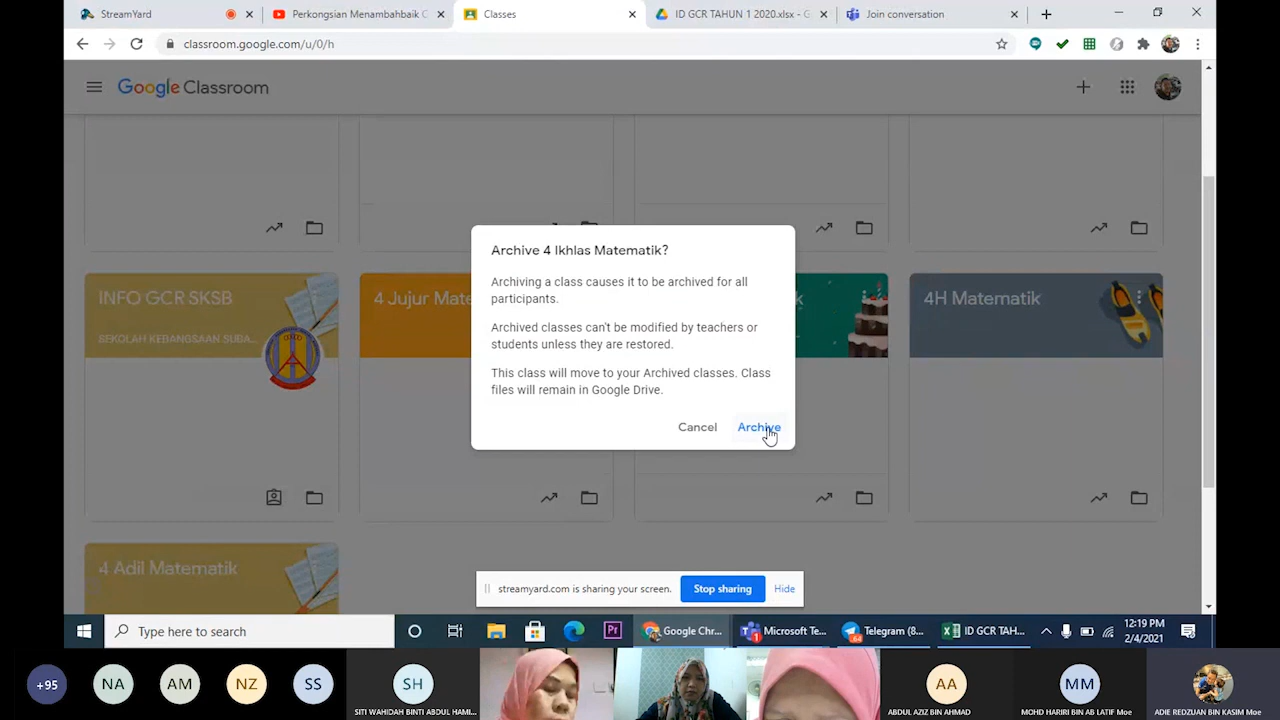 StreamYard
Perkongsian Menambahbaik C
Classes
ID GCR TAHUN 1 2020.xlsx - G
Join conversation
classroom.google.com/u/0/h
Google Classroom
Archive 4 Ikhlas Matematik?
Archiving a class causes it to be archived for all
participants.
Archived classes can't be modified by teachers or
students unless they are restored.
This class will move to your Archived classes. Class
files will remain in Google Drive.
Cancel
Archive
INFO GCR SKSB
SEKOLAH KEBANGSAAN SUBA...
4 Jujur Mate
4H Matematik
4 Adil Matematik
streamyard.com is sharing your screen.
Stop sharing
Hide
Type here to search
Pr
Google Chr...
Microsoft Te...
Telegram (8...
ID GCR TAH...
12:19 PM
2/4/2021
+95
NA
AM
NZ
SS
SH
SITI WAHIDAH BINTI ABDUL HAMI...
AA
ABDUL AZIZ BIN AHMAD
MM
MOHD HARIRI BIN AB LATIF Moe
ADIE REDZUAN BIN KASIM Moe